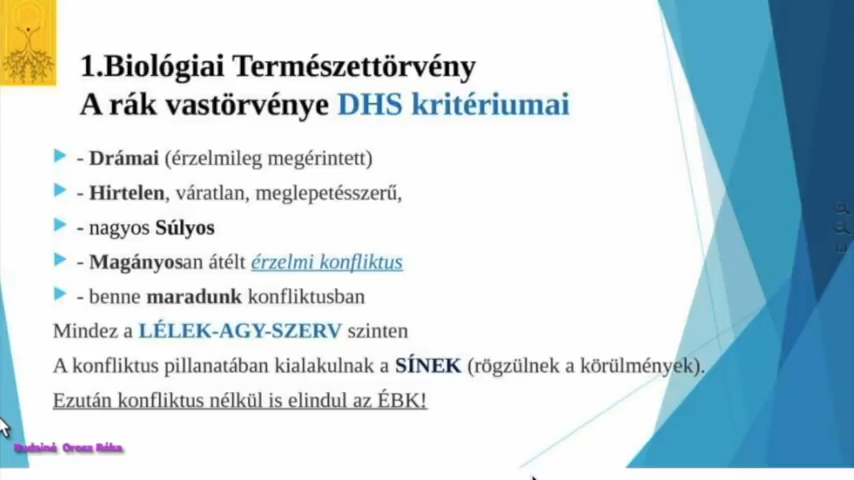 1.Biológiai Természettörvény
A rák vastörvénye DHS kritériumai
- Drámai (érzelmileg megérintett)
- Hirtelen, váratlan, meglepetésszerű,
- nagyos Súlyos
- Magányosan átélt érzelmi konfliktus
- benne maradunk konfliktusban
Mindez a LÉLEK-AGY-SZERV szinten
A konfliktus pillanatában kialakulnak a SÍNEK (rögzülnek a körülmények).
Ezután konfliktus nélkül is elindul az ÉBK!
Budainé Orosz Réka